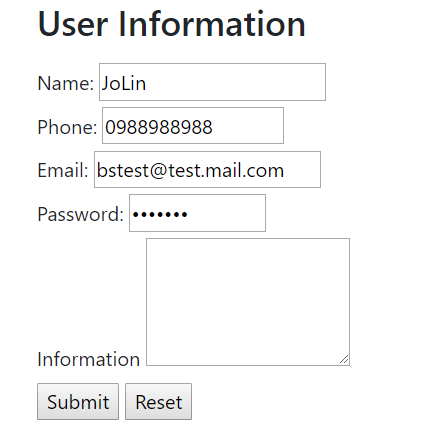 User Information
Name: JoLin
Phone: 0988988988
Email: bstest@test.mail.com
Password: •••••••
Information
Submit Reset